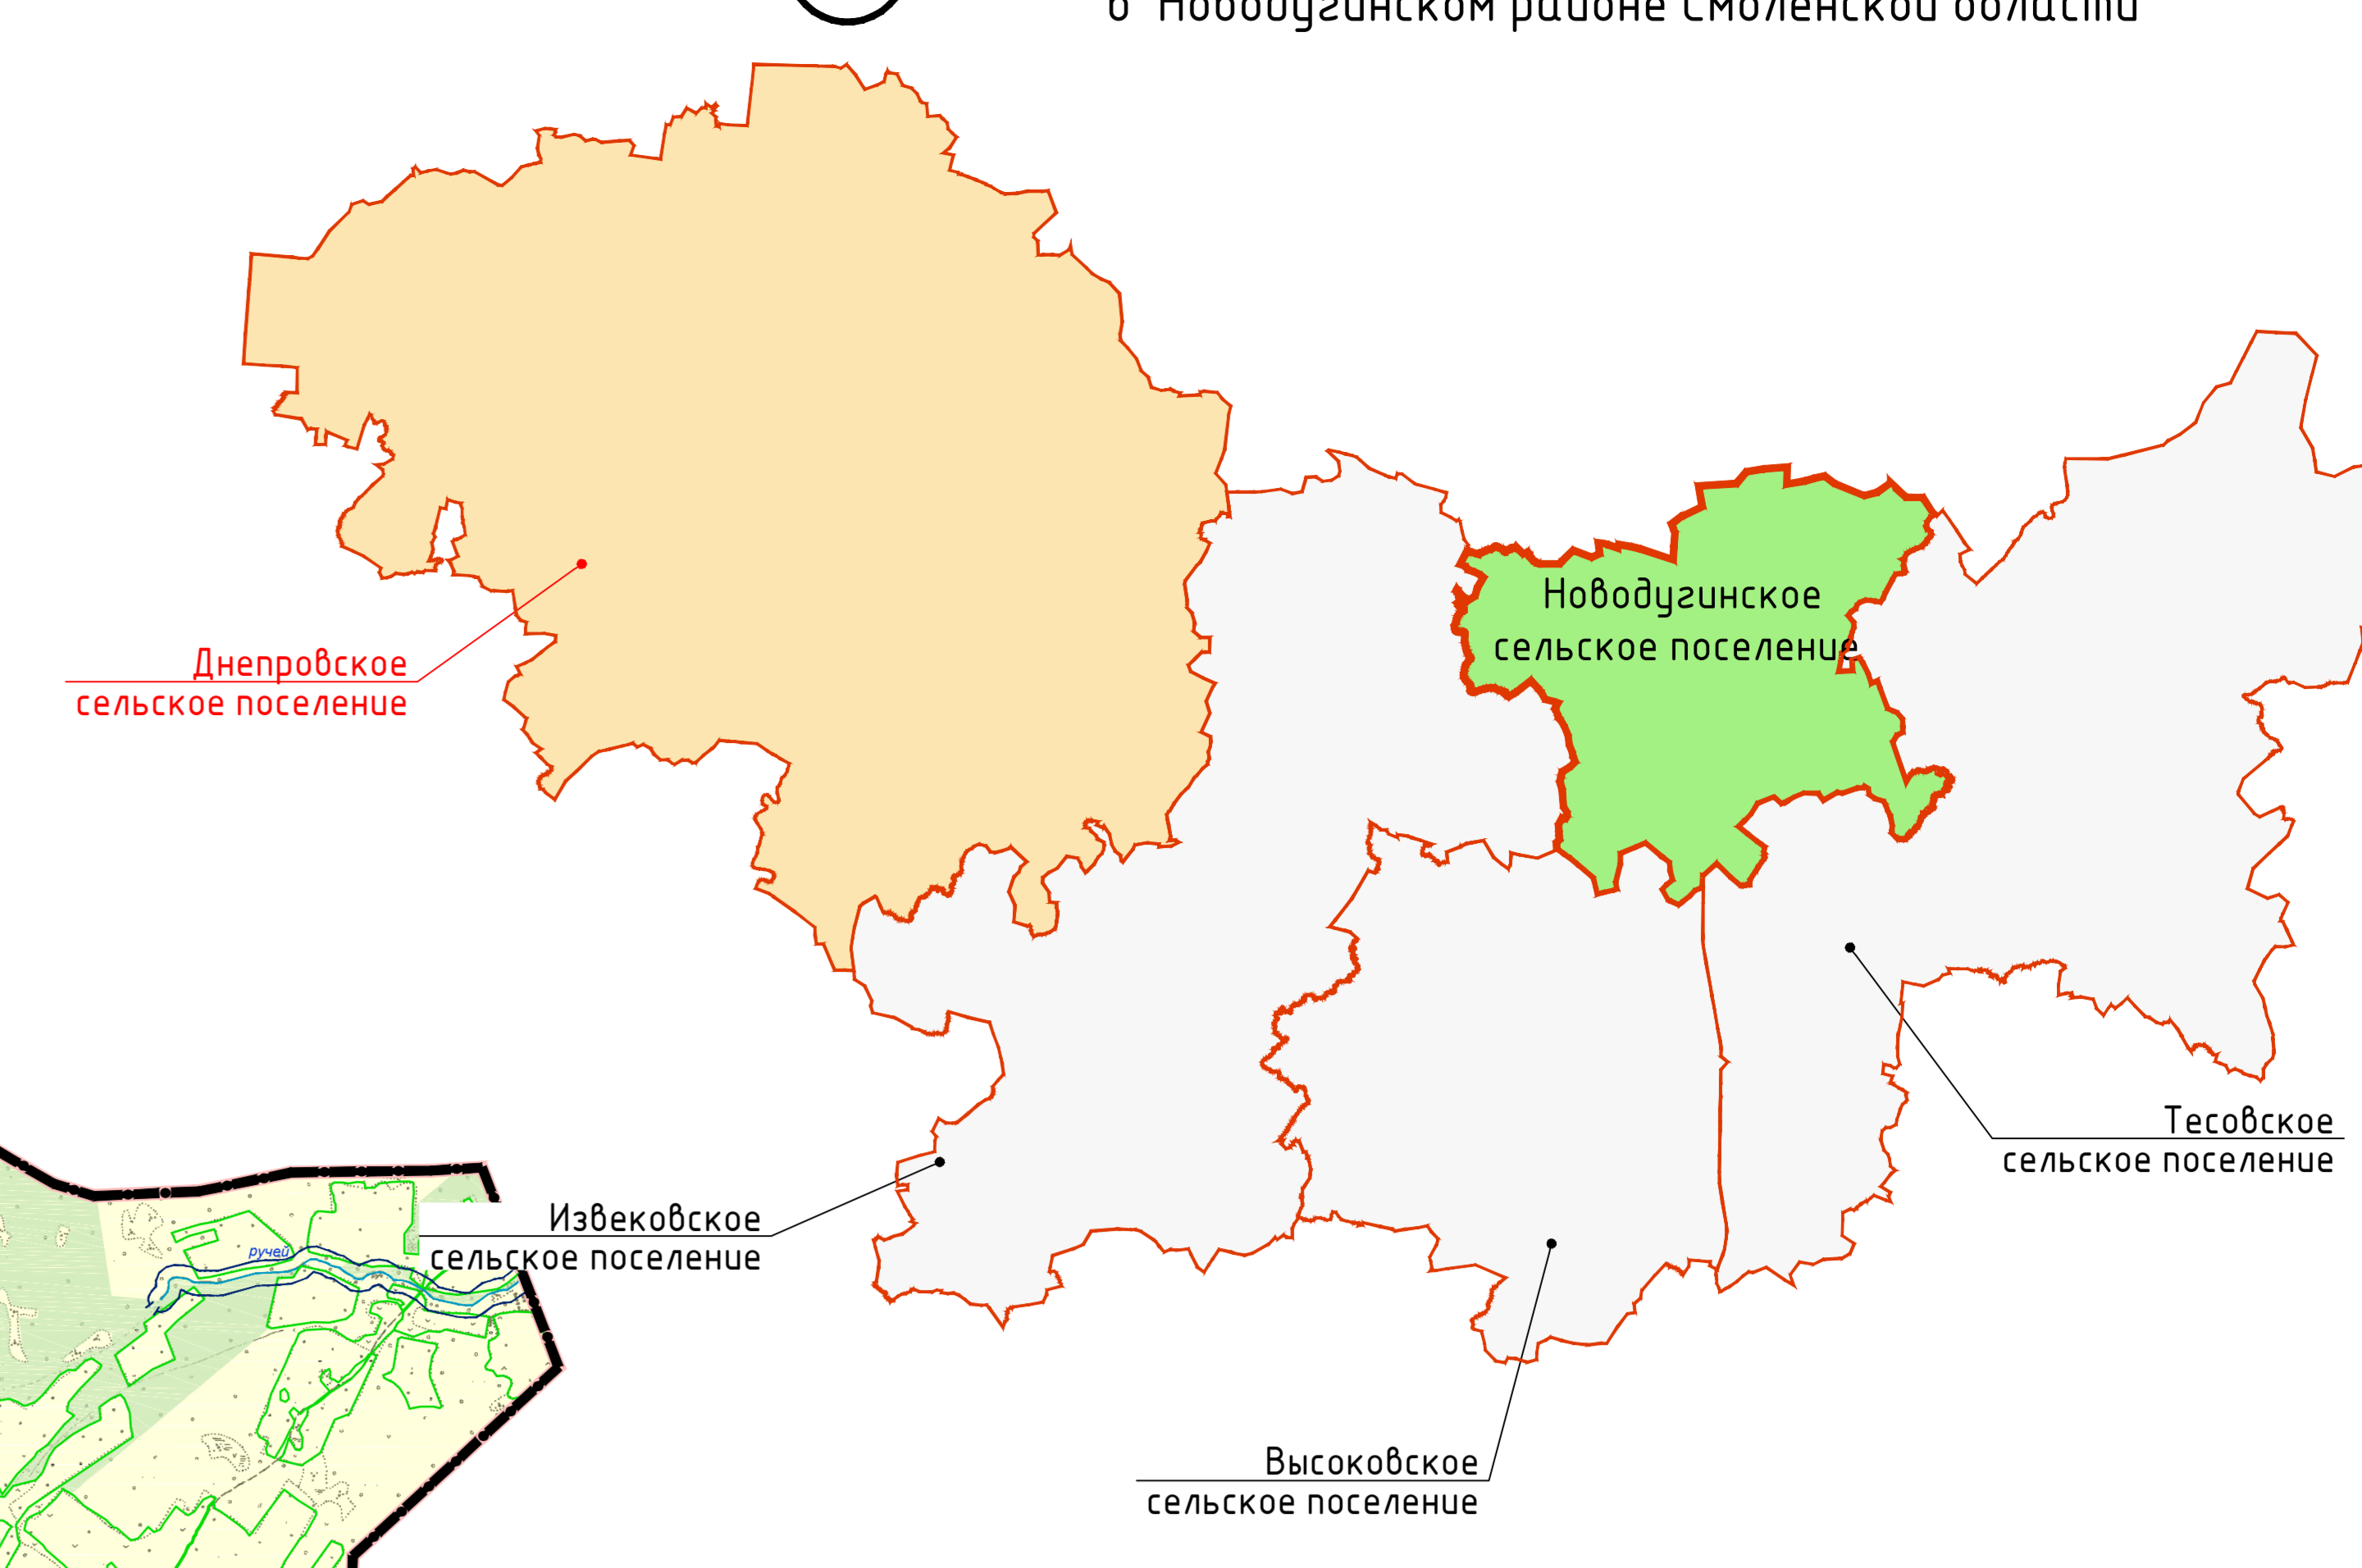 в Новодугинском районе Смоленской области
Новодугинское
сельское поселение
Днепровское
сельское поселение
Тесовское
сельское поселение
Извековское
сельское поселение
ручей
Высоковское
сельское поселение